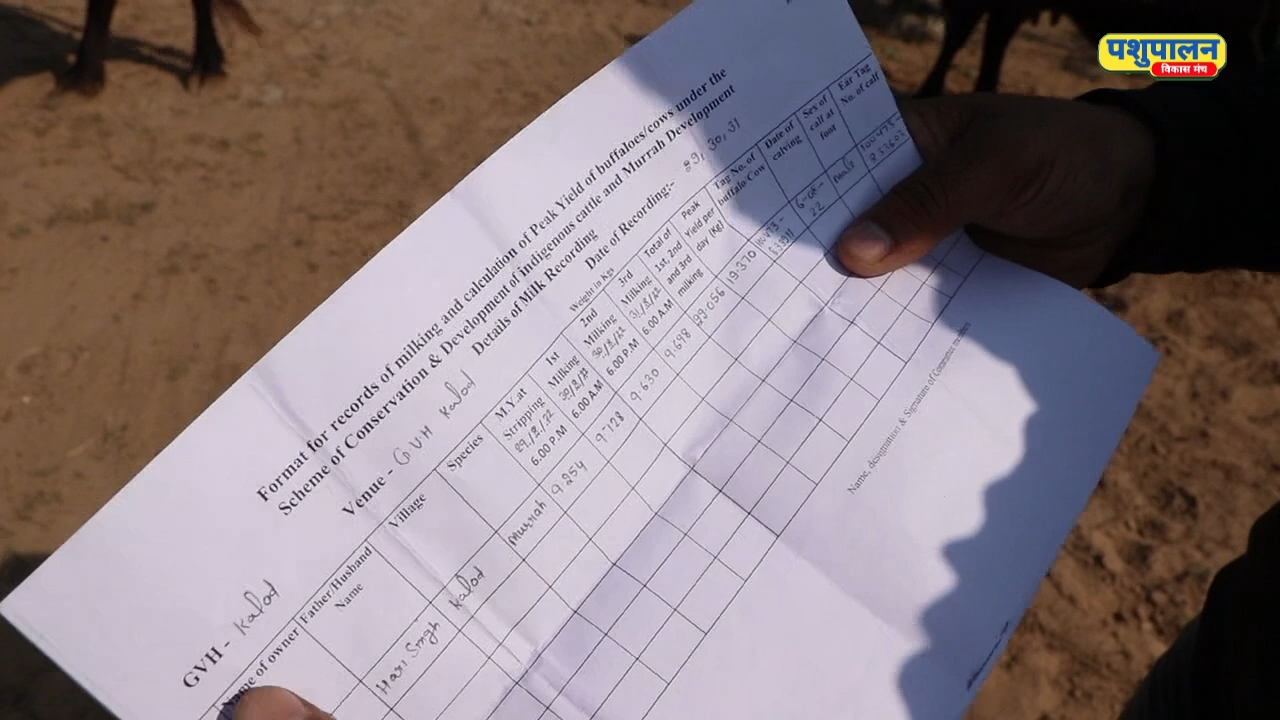 पशुपालन
विकास मंच
Format for records of milking and calculation of Peak Yield of buffaloes/cows under the
Scheme of Conservation & Development of indigenous cattle and Murrah Development
Details of Milk Recording
Venue - GVH Kalod Date of Recording:- 29, 30, 31
GVH - Kalod
Weight in Kgs
Name of owner
Father/Husband Name
Village
Species
M.Y.at Stripping 6.00 P.M
1st Milking 6.00 AM
2nd Milking 6.00 P.M
3rd Milking 6.00 A.M
Total of 1st, 2nd and 3rd milking
Peak Yield per day (Kg)
Tag No. of buffalo/Cow
Date of calving
Sex of calf at foot
Ear Tag No. of calf
Hari Singh Kalod Murrah 9.254 9.128 9.630 9.698 19.370
Name, designation & Signature of Committee members